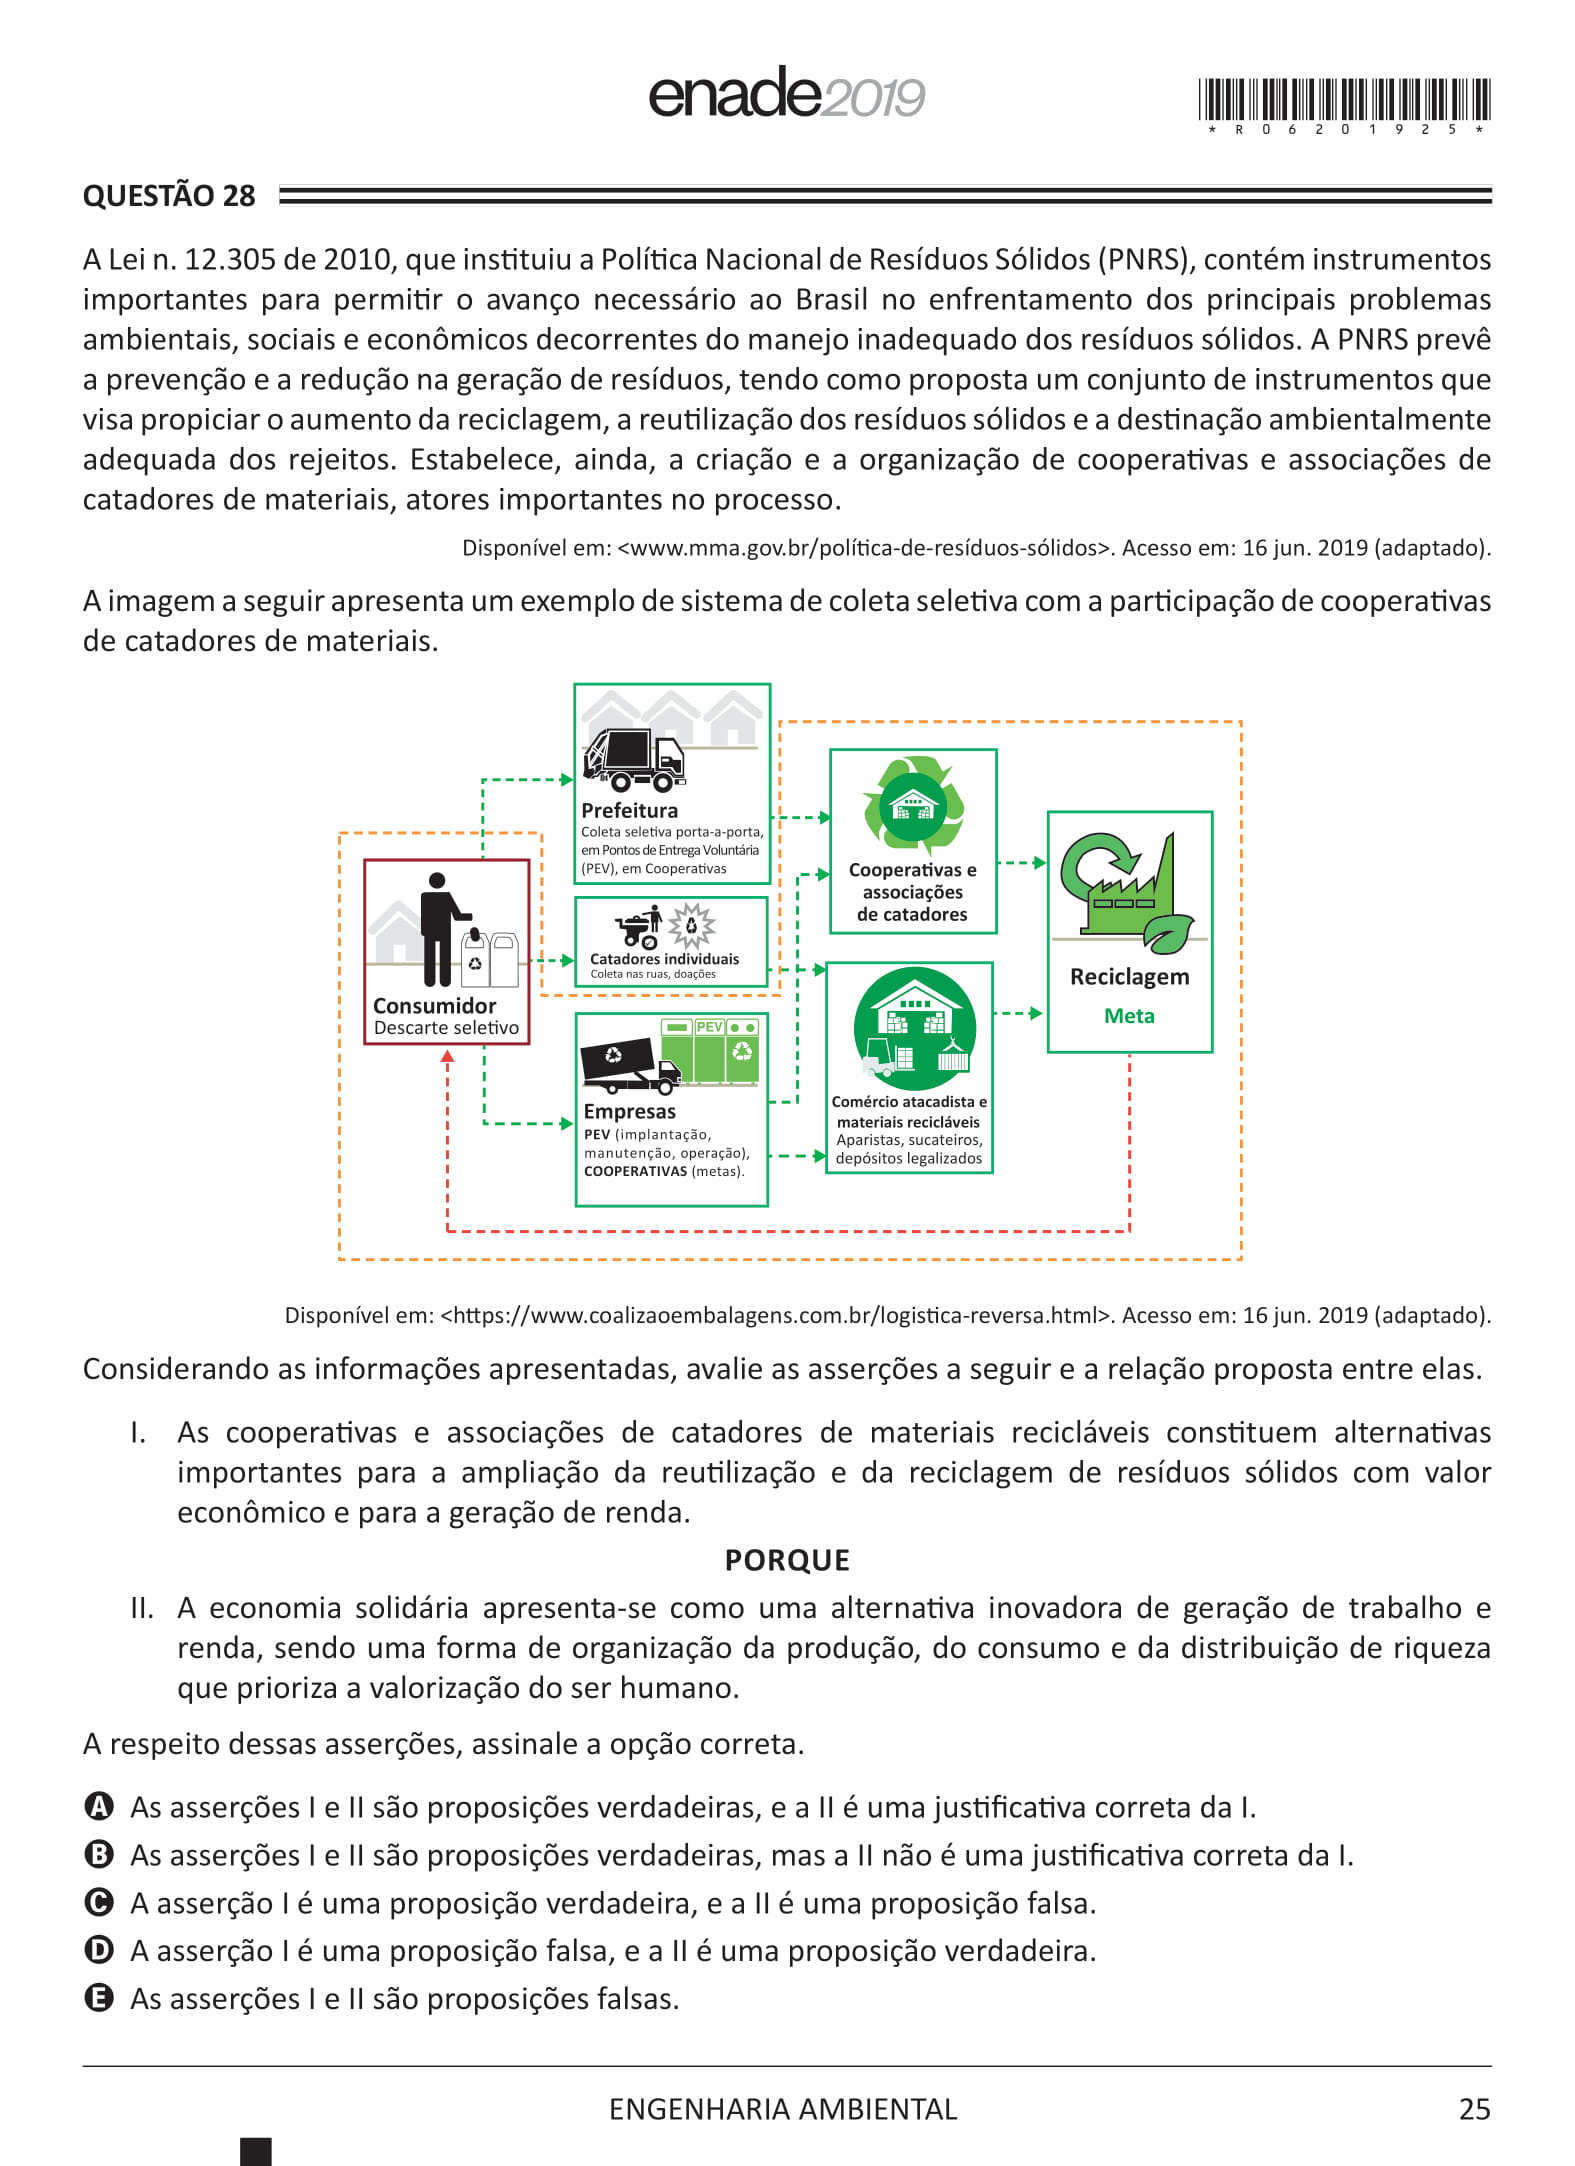 enade2019
*R06201925*
QUESTÃO 28
A Lei n. 12.305 de 2010, que instituiu a Política Nacional de Resíduos Sólidos (PNRS), contém instrumentos
importantes para permitir o avanço necessário ao Brasil no enfrentamento dos principais problemas
ambientais, sociais e econômicos decorrentes do manejo inadequado dos resíduos sólidos. A PNRS prevê
a prevenção e a redução na geração de resíduos, tendo como proposta um conjunto de instrumentos que
visa propiciar o aumento da reciclagem, a reutilização dos resíduos sólidos e a destinação ambientalmente
adequada dos rejeitos. Estabelece, ainda, a criação e a organização de cooperativas e associações de
catadores de materiais, atores importantes no processo.
Disponível em: <www.mma.gov.br/política-de-resíduos-sólidos>. Acesso em: 16 jun. 2019 (adaptado).
A imagem a seguir apresenta um exemplo de sistema de coleta seletiva com a participação de cooperativas
de catadores de materiais.
Prefeitura
Coleta seletiva porta-a-porta,
em Pontos de Entrega Voluntária
(PEV), em Cooperativas
Cooperativas e
associações
de catadores
Catadores individuais
Coleta nas ruas, doações
Consumidor
Descarte seletivo
Reciclagem
Meta
PEV
Empresas
PEV (implantação,
manutenção, operação),
COOPERATIVAS (metas).
Comércio atacadista e
materiais recicláveis
Aparistas, sucateiros,
depósitos legalizados
Disponível em: <https://www.coalizaoembalagens.com.br/logistica-reversa.html>. Acesso em: 16 jun. 2019 (adaptado).
Considerando as informações apresentadas, avalie as asserções a seguir e a relação proposta entre elas.
I. As cooperativas e associações de catadores de materiais recicláveis constituem alternativas
importantes para a ampliação da reutilização e da reciclagem de resíduos sólidos com valor
econômico e para a geração de renda.
PORQUE
II. A economia solidária apresenta-se como uma alternativa inovadora de geração de trabalho e
renda, sendo uma forma de organização da produção, do consumo e da distribuição de riqueza
que prioriza a valorização do ser humano.
A respeito dessas asserções, assinale a opção correta.
A As asserções I e II são proposições verdadeiras, e a II é uma justificativa correta da I.
B As asserções I e II são proposições verdadeiras, mas a II não é uma justificativa correta da I.
C A asserção I é uma proposição verdadeira, e a II é uma proposição falsa.
D A asserção I é uma proposição falsa, e a II é uma proposição verdadeira.
E As asserções I e II são proposições falsas.
ENGENHARIA AMBIENTAL
25